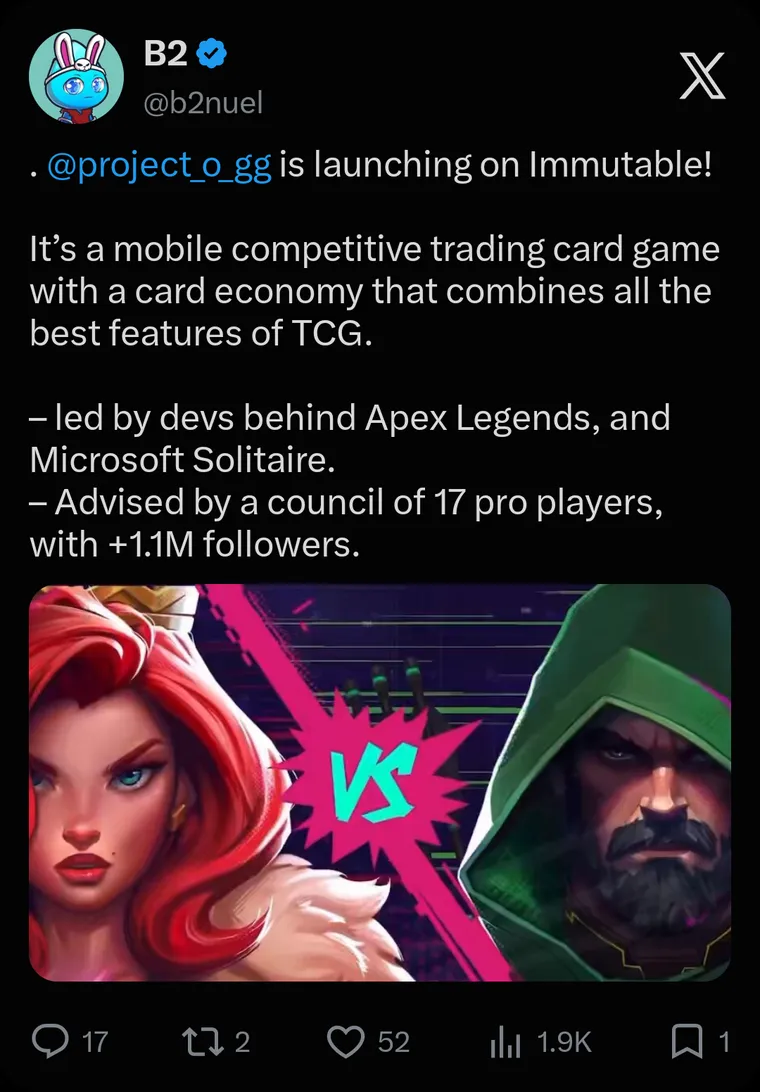 B2
@b2nuel
. @project_o_gg is launching on Immutable!
It’s a mobile competitive trading card game
with a card economy that combines all the
best features of TCG.
– led by devs behind Apex Legends, and
Microsoft Solitaire.
– Advised by a council of 17 pro players,
with +1.1M followers.
VS
17
2
52
1.9K
1